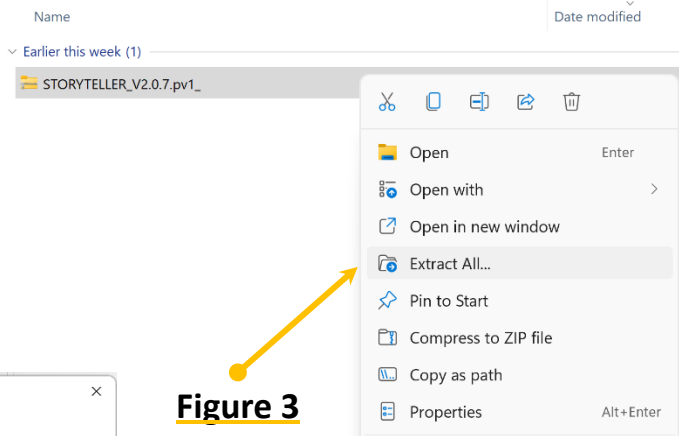 Name
Date modified
Earlier this week (1)
STORYTELLER_V2.0.7.pv1_
Open Enter
Open with
Open in new window
Extract All...
Pin to Start
Compress to ZIP file
Copy as path
Properties Alt+Enter
Figure 3